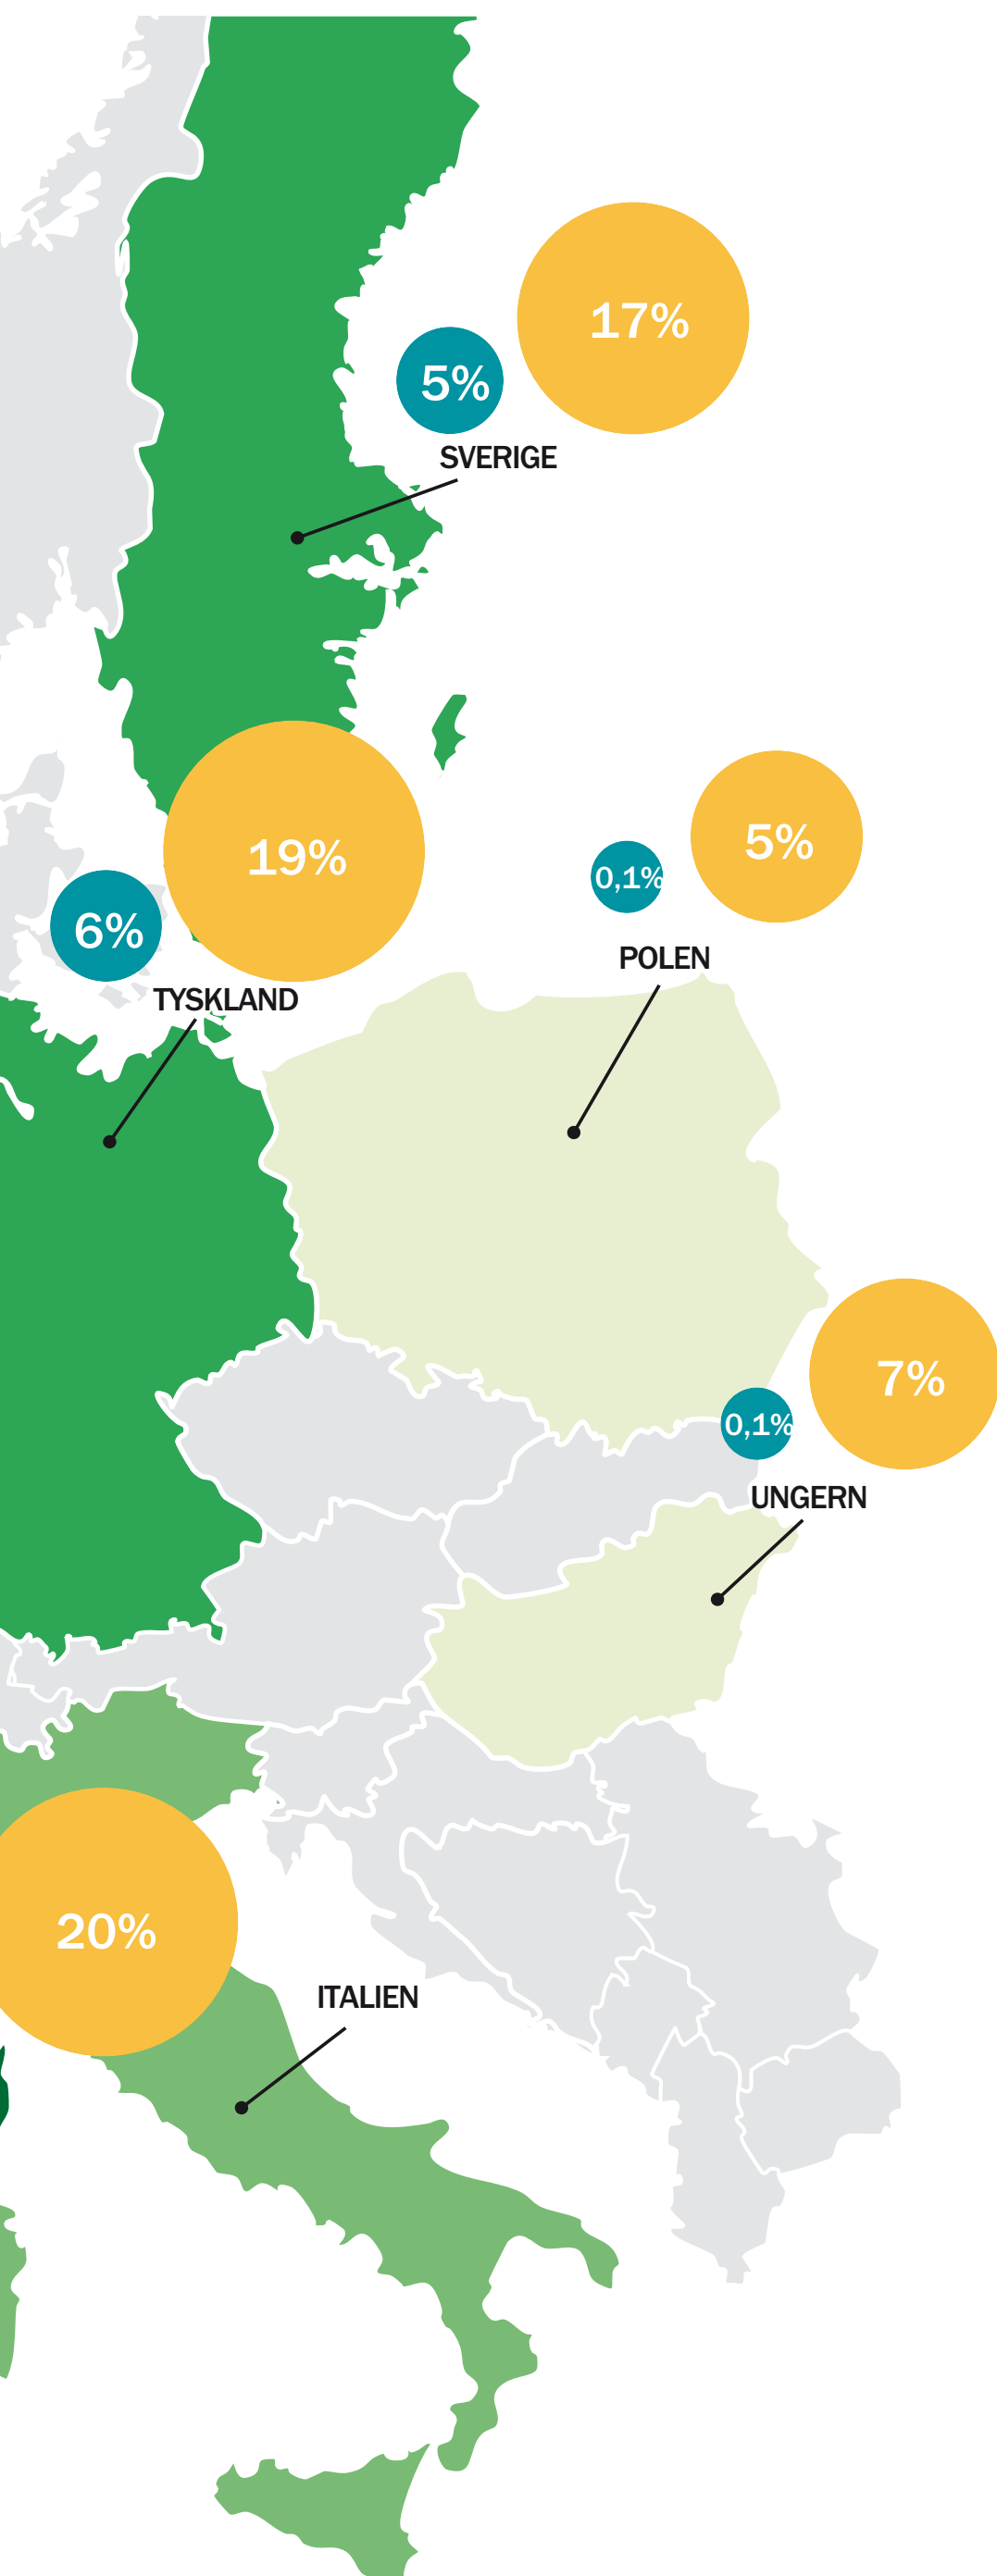 17%
5%
SVERIGE
19%
6%
TYSKLAND
5%
0,1%
POLEN
7%
0,1%
UNGERN
20%
ITALIEN